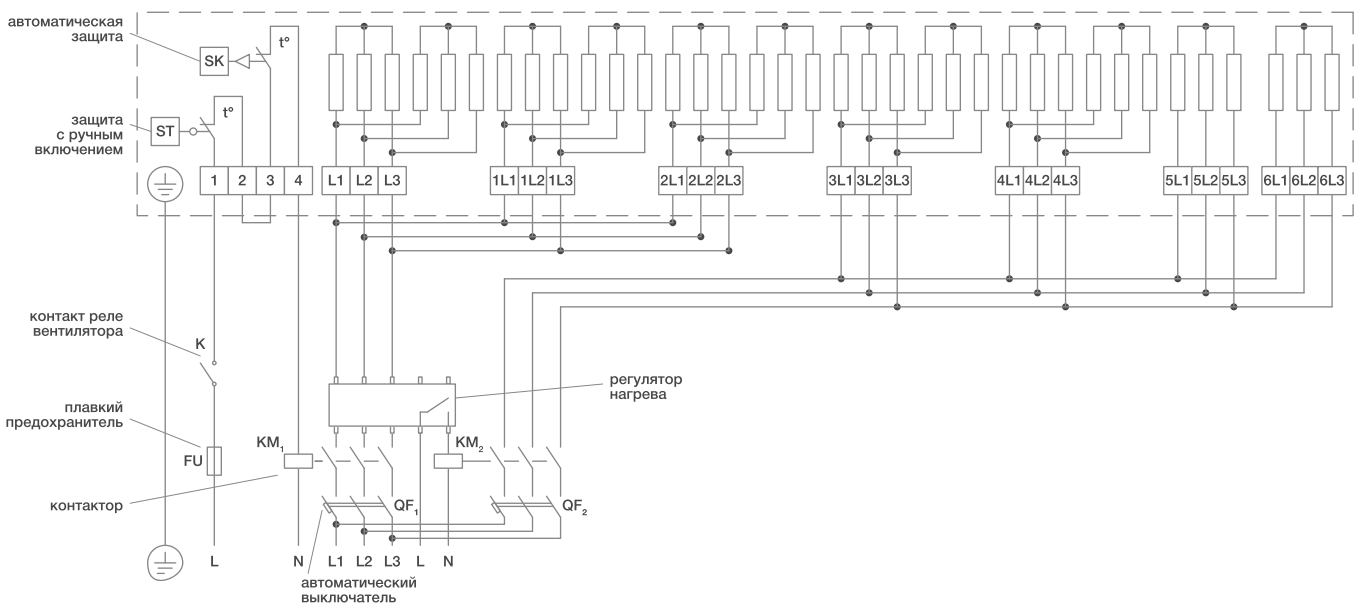 автоматическая
защита
SK
t°
защита
с ручным
включением
ST
t°
1 2 3 4 L1 L2 L3 1L1 1L2 1L3 2L1 2L2 2L3 3L1 3L2 3L3 4L1 4L2 4L3 5L1 5L2 5L3 6L1 6L2 6L3
контакт реле
вентилятора
K
регулятор
нагрева
плавкий
предохранитель
FU
KM1
KM2
контактор
QF1
QF2
L N L1 L2 L3 L N
автоматический
выключатель